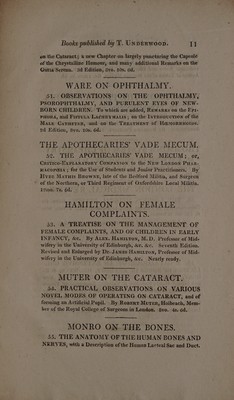 Books published by T. UNDERWOOD. 11
on the Cataract; a new Chapter on largely puncturing the Capsule
of the Chrystalline Humour, and many additional Remarks on the
Gutta Serena. 3d Edition, 8vo. 10s. 6d.
WARE ON OPHTHALMY.
51. OBSERVATIONS ON THE OPHTHALMY,
PSOROPHTHALMY, AND PURULENT EYES OF NEW-
BORN CHILDREN. To which are added, REMARKS on the EPI-
PHORA, and FISTULA LACRYMALIS; on the INTRODUCTION of the
MALE CATHETER, and on the TREATMENT of HÆMORRHOIDS.
2d Edition, 8vo. 10s. 6d.
THE APOTHECARIES' VADE MECUM.
52. THE APOTHECARIES' VADE MECUM; or,
CRITICO-EXPLANATORY COMPANION to the NEW LONDON PHAR-
MACOPŒIA; for the Use of Students and Junior Practitioners. By
HYDE MATHIS BROWNE, late of the Bedford Militia, and Surgeon
of the Northern, or Third Regiment of Oxfordshire Local Militia.
12mo. 7s. 6d.
HAMILTON ON FEMALE
COMPLAINTS.
53. A TREATISE ON THE MANAGEMENT OF
FEMALE COMPLAINTS, AND OF CHILDREN IN EARLY
INFANCY, &c. By ALEX. HAMILTON, M.D. Professor of Mid-
wifery in the University of Edinburgh, &c. &c. Seventh Edition.
Revised and Enlarged by Dr. JAMES HAMILTON, Professor of Mid-
wifery in the University of Edinburgh, &c. Nearly ready.
MUTER ON THE CATARACT.
54. PRACTICAL OBSERVATIONS ON VARIOUS
NOVEL MODES OF OPERATING ON CATARACT, and of
forming an Artificial Pupil. By ROBERT MUTER, Holbeach, Mem-
ber of the Royal College of Surgeons in London. 8vo. 4s. 6d.
MONRO ON THE BONES.
55. THE ANATOMY OF THE HUMAN BONES AND
NERVES, with a Description of the Human Lacteal Sac and Duct.